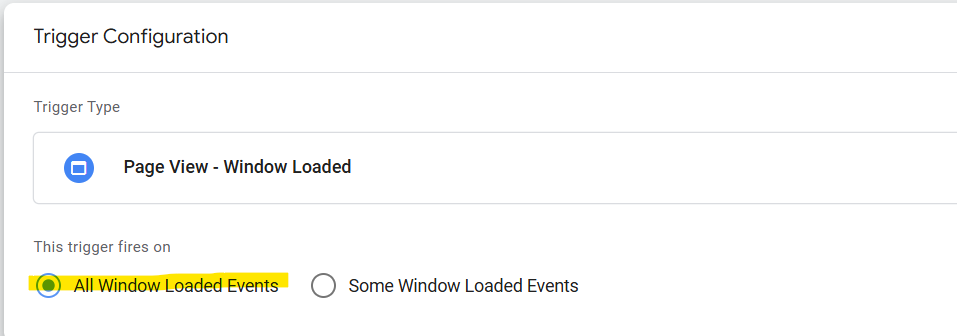 Trigger Configuration
Trigger Type
Page View - Window Loaded
This trigger fires on
All Window Loaded Events Some Window Loaded Events